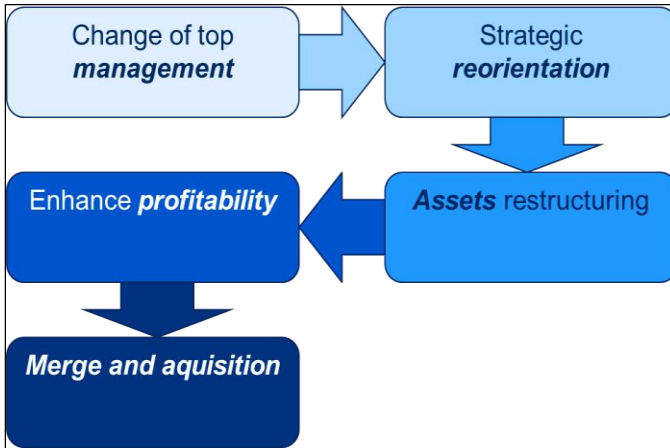 Change of top
management
Strategic
reorientation
Assets restructuring
Enhance profitability
Merge and aquisition